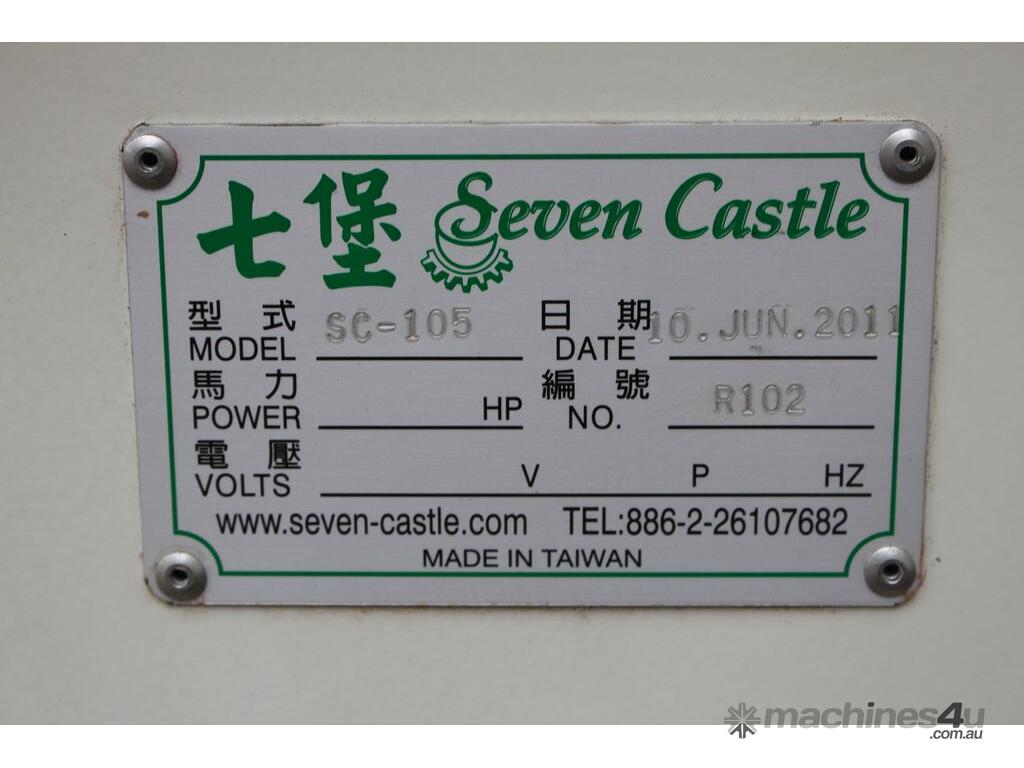 七堡 Seven Castle
型式 日期
MODEL SC-105 DATE 10.JUN.2011
馬力 編號
POWER HP NO. R102
電壓
VOLTS V P HZ
www.seven-castle.com TEL:886-2-26107682
MADE IN TAIWAN
machines4u
.com.au